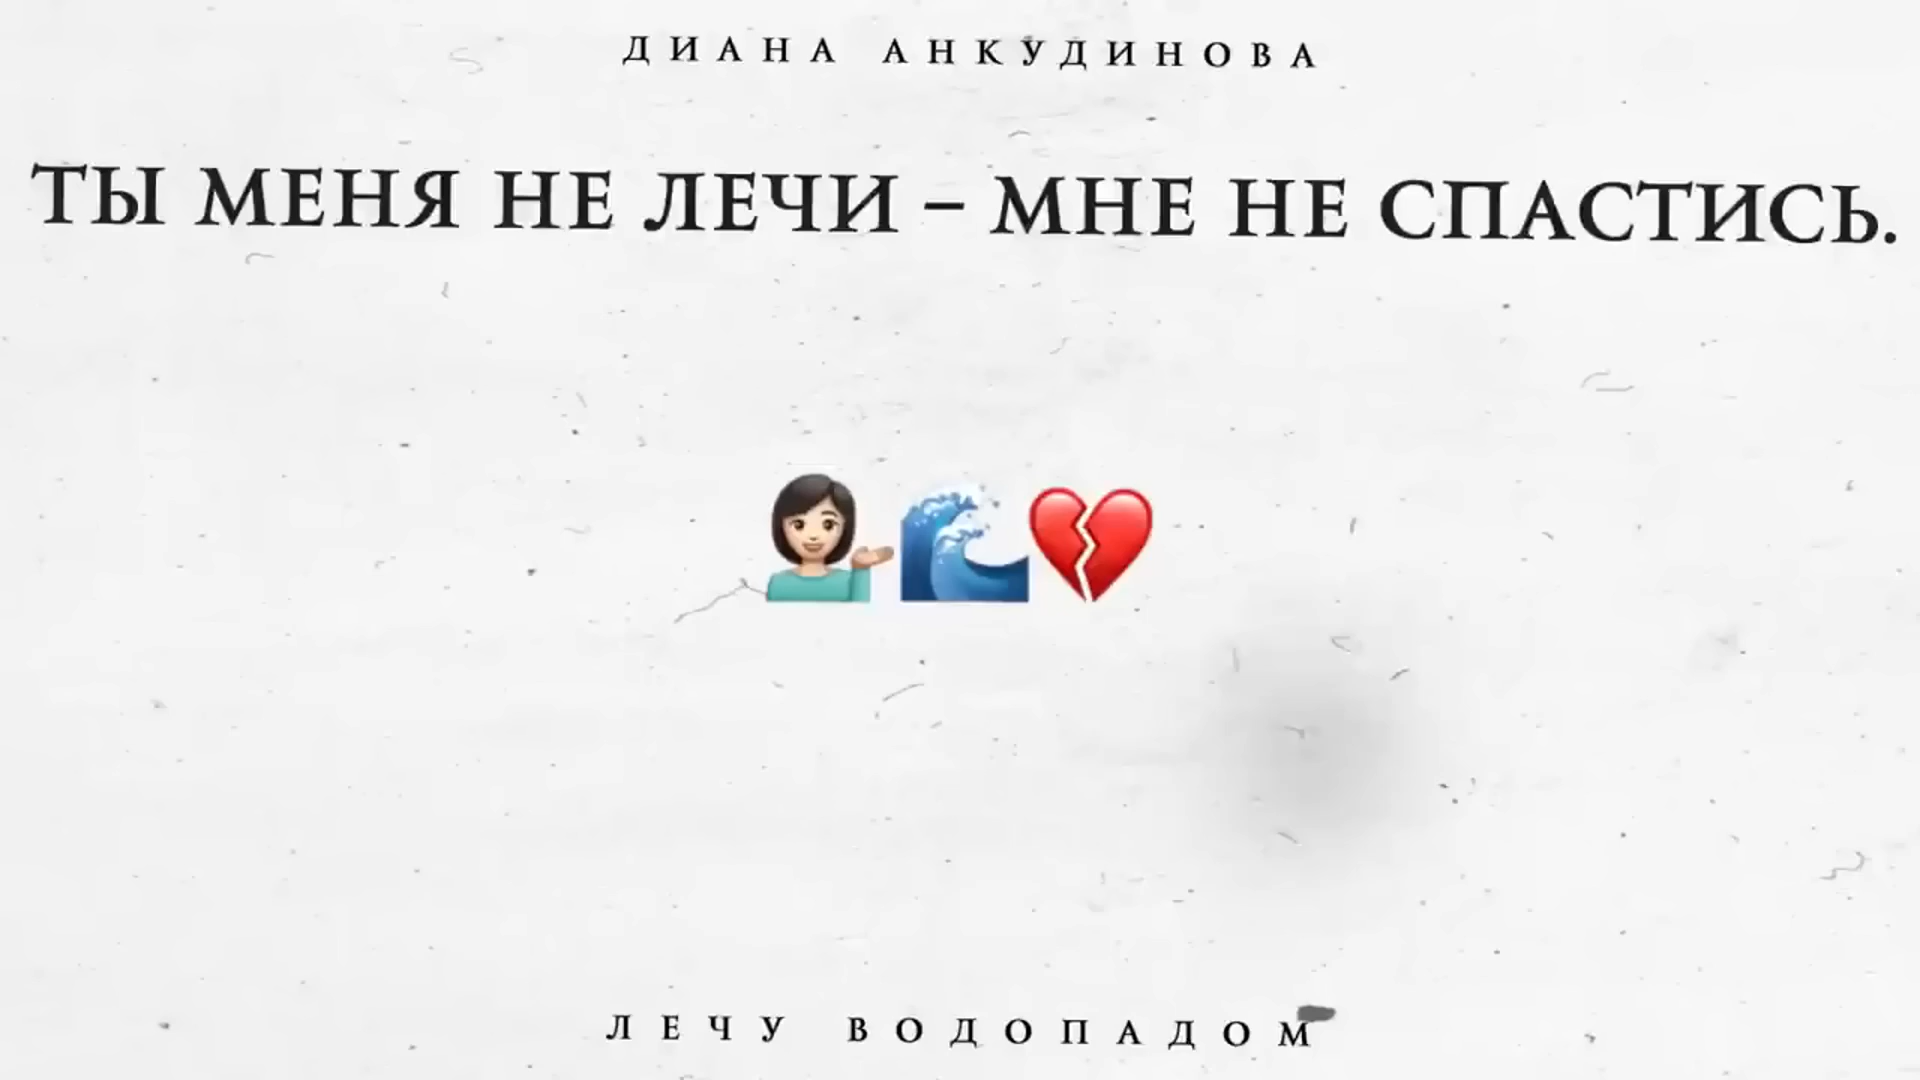 ДИАНА АНКУДИНОВА
ТЫ МЕНЯ НЕ ЛЕЧИ – МНЕ НЕ СПАСТИСЬ.
ЛЕЧУ ВОДОПАДОМ